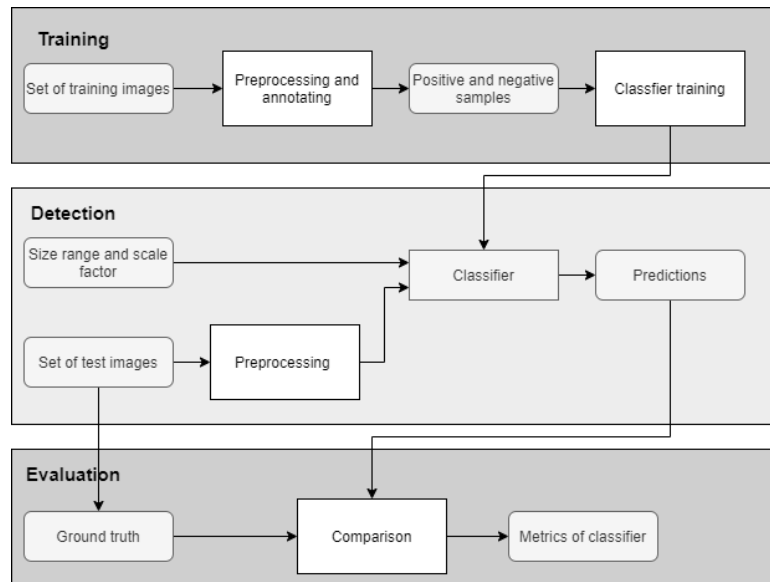 Training
Set of training images
Preprocessing and
annotating
Positive and negative
samples
Classfier training
Detection
Size range and scale
factor
Classifier
Predictions
Set of test images
Preprocessing
Evaluation
Ground truth
Comparison
Metrics of classifier